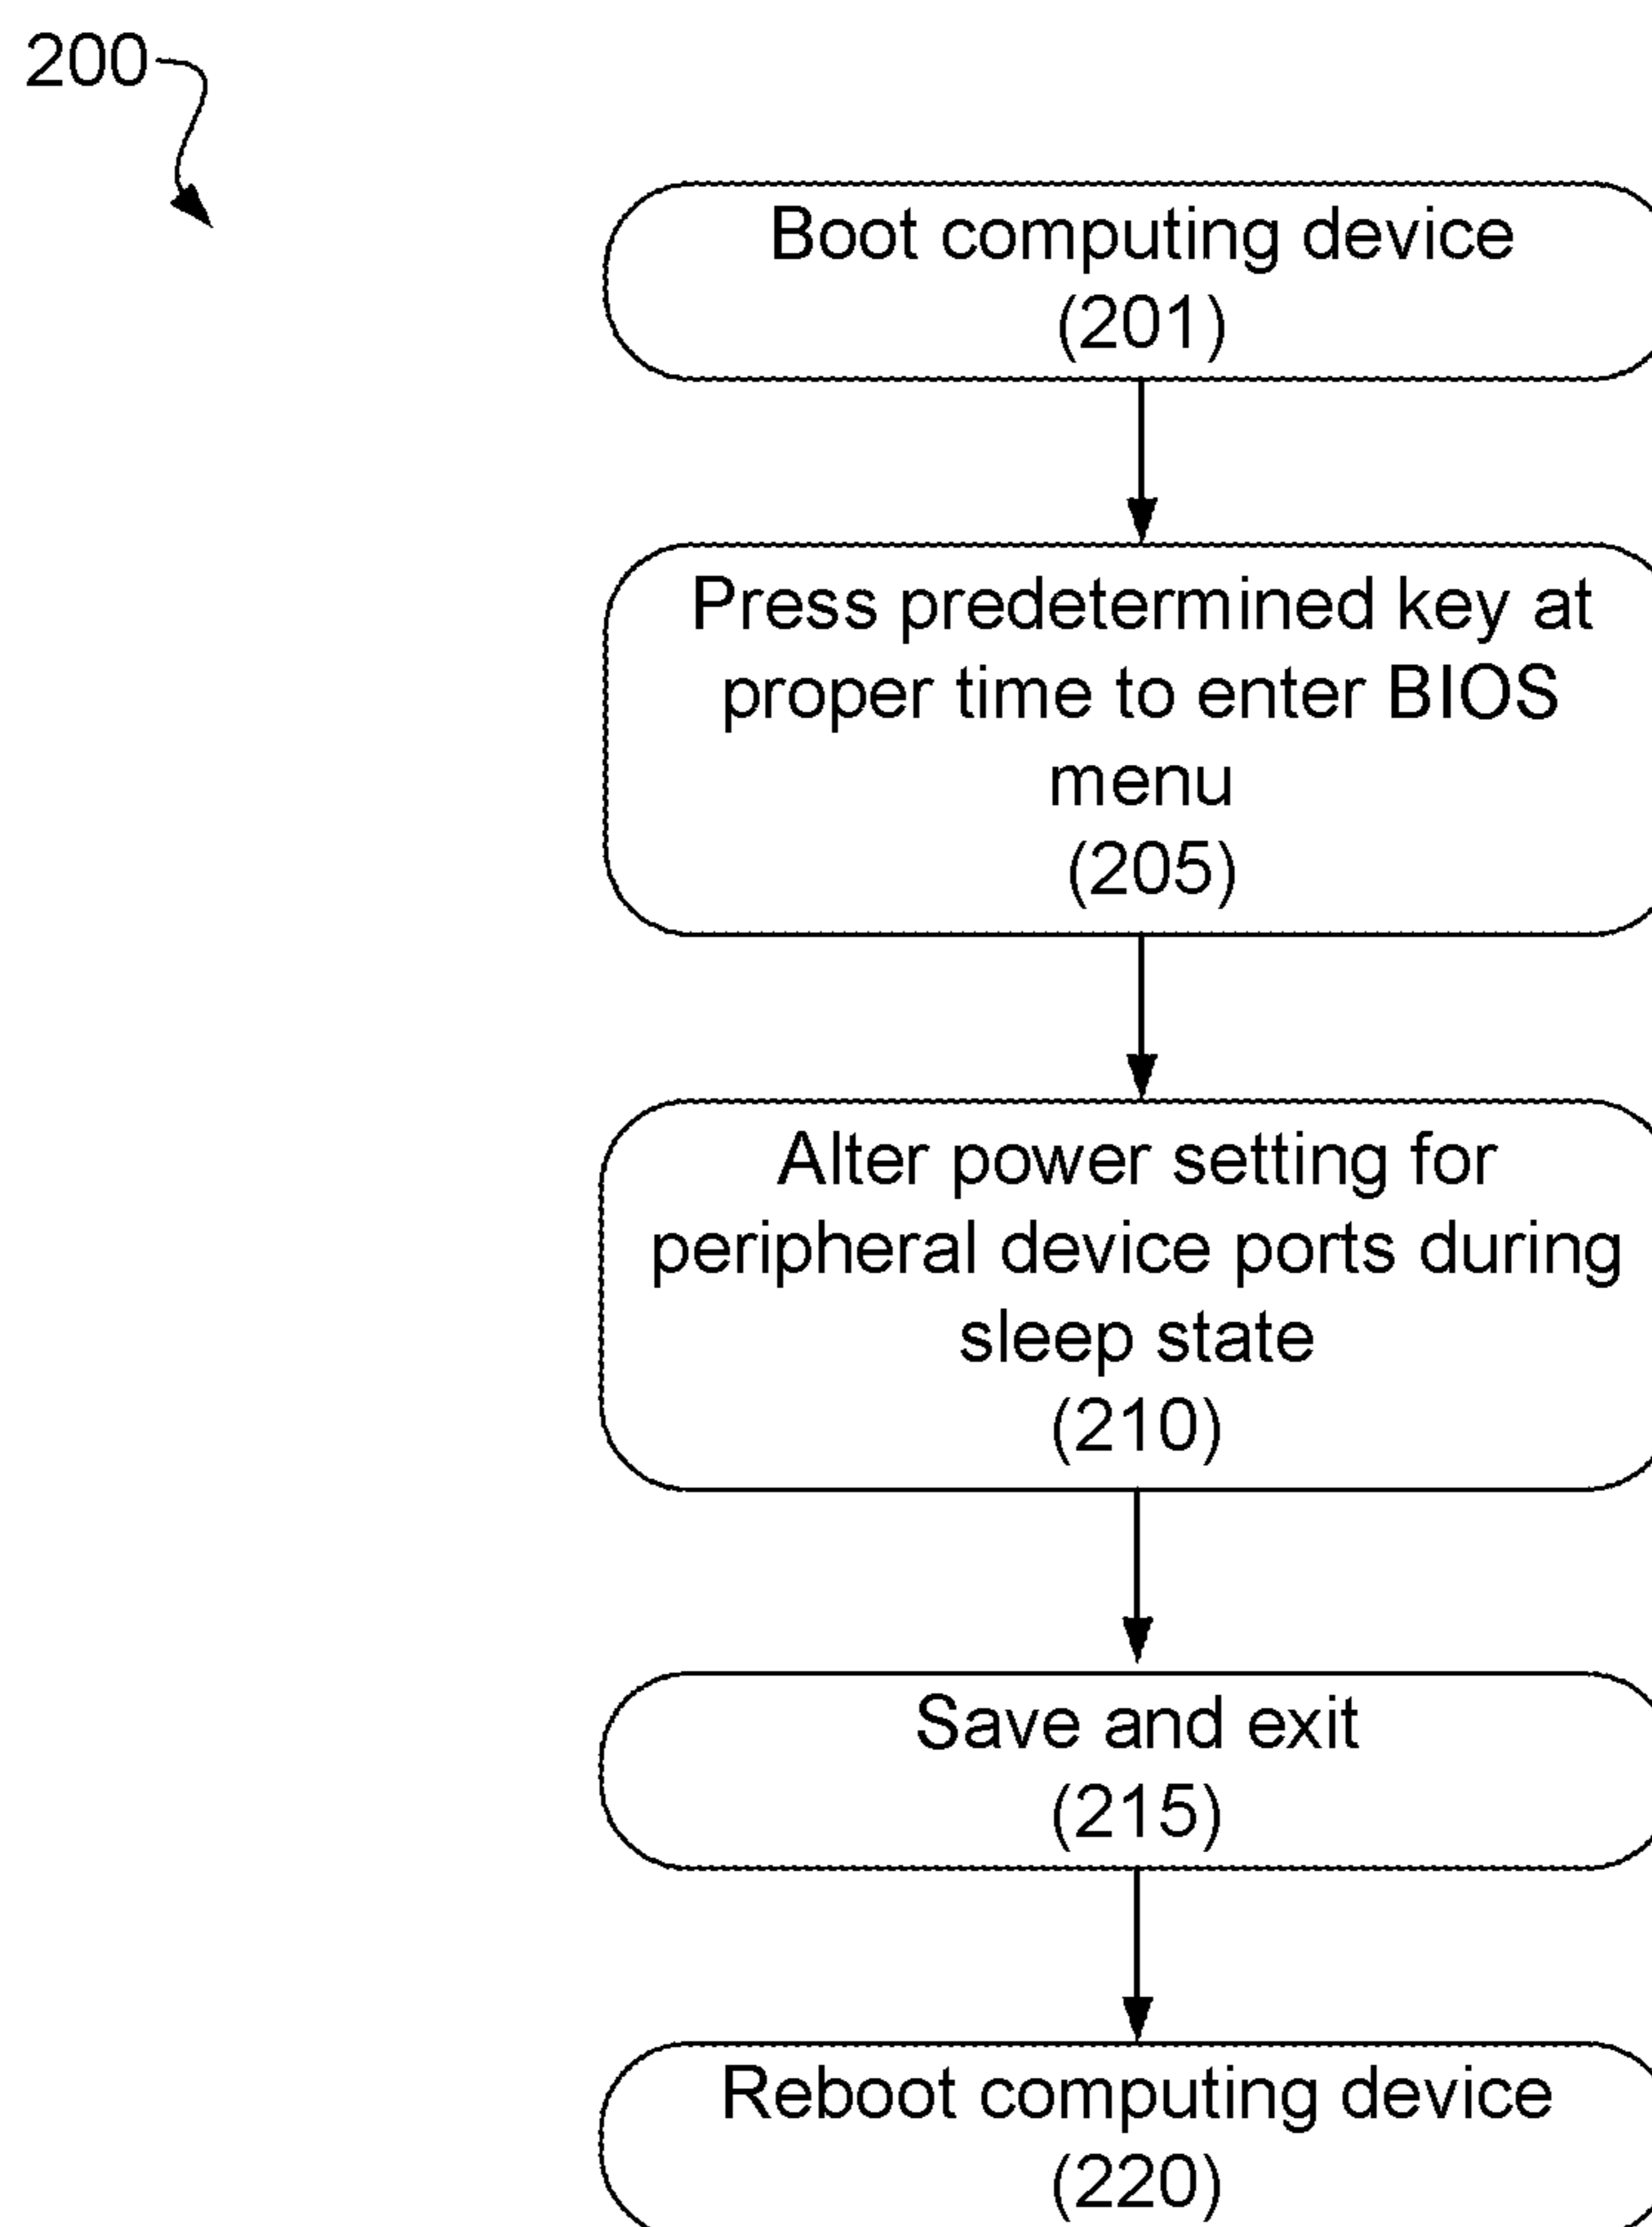 200
Boot computing device
(201)
Press predetermined key at
proper time to enter BIOS
menu
(205)
Alter power setting for
peripheral device ports during
sleep state
(210)
Save and exit
(215)
Reboot computing device
(220)